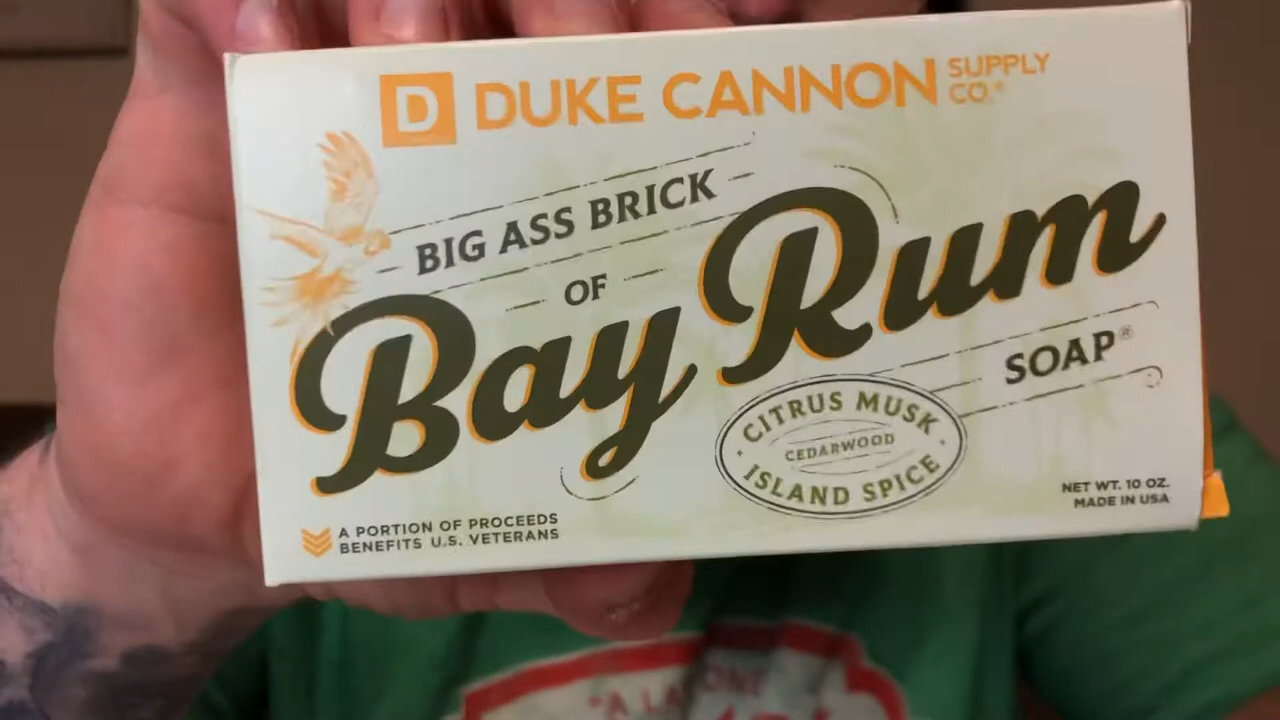 D DUKE CANNON SUPPLY CO.®
BIG ASS BRICK
OF
Bay Rum
SOAP®
CITRUS MUSK
CEDARWOOD
ISLAND SPICE
NET WT. 10 OZ.
MADE IN USA
A PORTION OF PROCEEDS
BENEFITS U.S. VETERANS